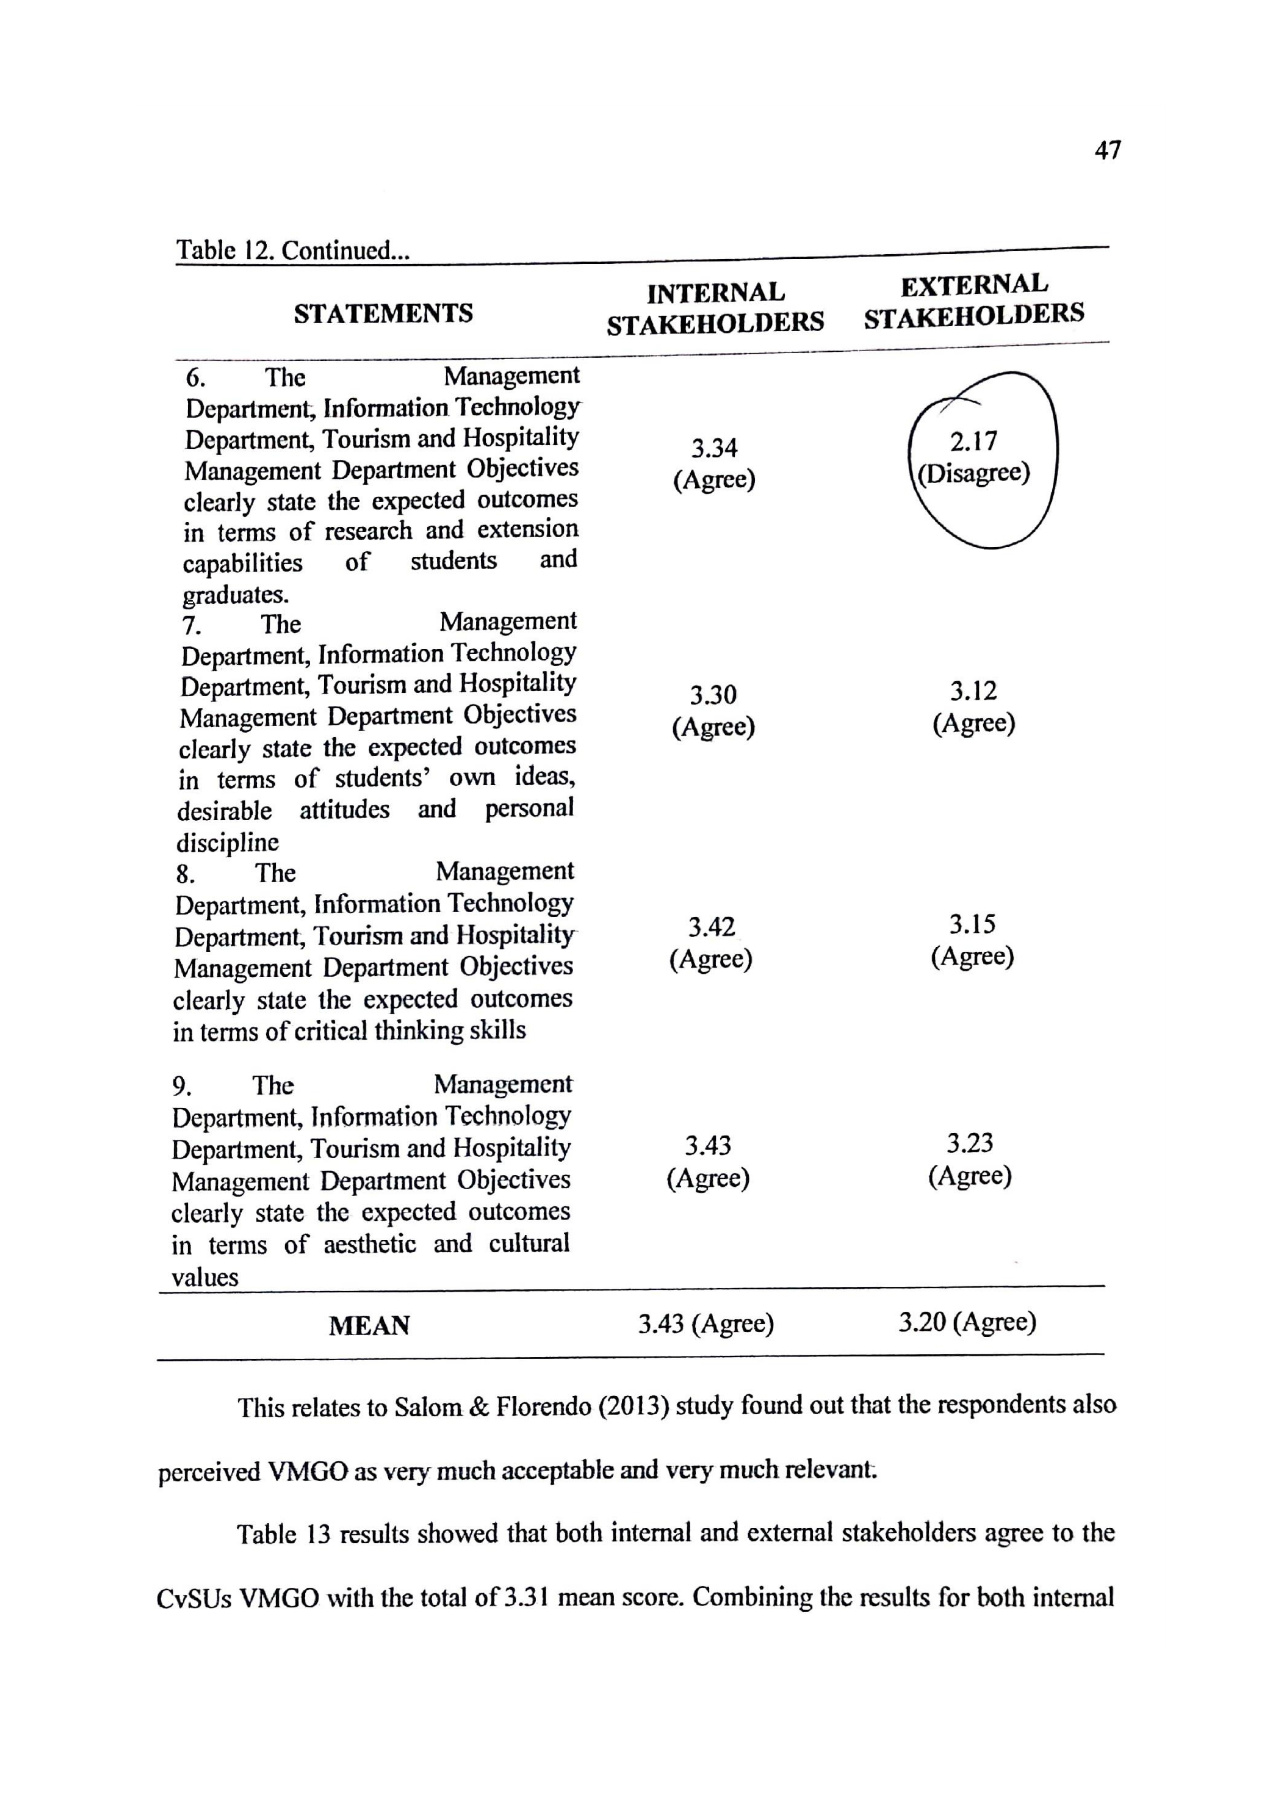 47
Table 12. Continued...
STATEMENTS
INTERNAL
STAKEHOLDERS
EXTERNAL
STAKEHOLDERS
6. The Management
Department, Information Technology
Department, Tourism and Hospitality
Management Department Objectives
clearly state the expected outcomes
in terms of research and extension
capabilities of students and
graduates.
3.34
(Agree)
2.17
(Disagree)
7. The Management
Department, Information Technology
Department, Tourism and Hospitality
Management Department Objectives
clearly state the expected outcomes
in terms of students’ own ideas,
desirable attitudes and personal
discipline
3.30
(Agree)
3.12
(Agree)
8. The Management
Department, Information Technology
Department, Tourism and Hospitality
Management Department Objectives
clearly state the expected outcomes
in terms of critical thinking skills
3.42
(Agree)
3.15
(Agree)
9. The Management
Department, Information Technology
Department, Tourism and Hospitality
Management Department Objectives
clearly state the expected outcomes
in terms of aesthetic and cultural
values
3.43
(Agree)
3.23
(Agree)
MEAN 3.43 (Agree) 3.20 (Agree)
This relates to Salom & Florendo (2013) study found out that the respondents also
perceived VMGO as very much acceptable and very much relevant.
Table 13 results showed that both internal and external stakeholders agree to the
CvSUs VMGO with the total of 3.31 mean score. Combining the results for both internal